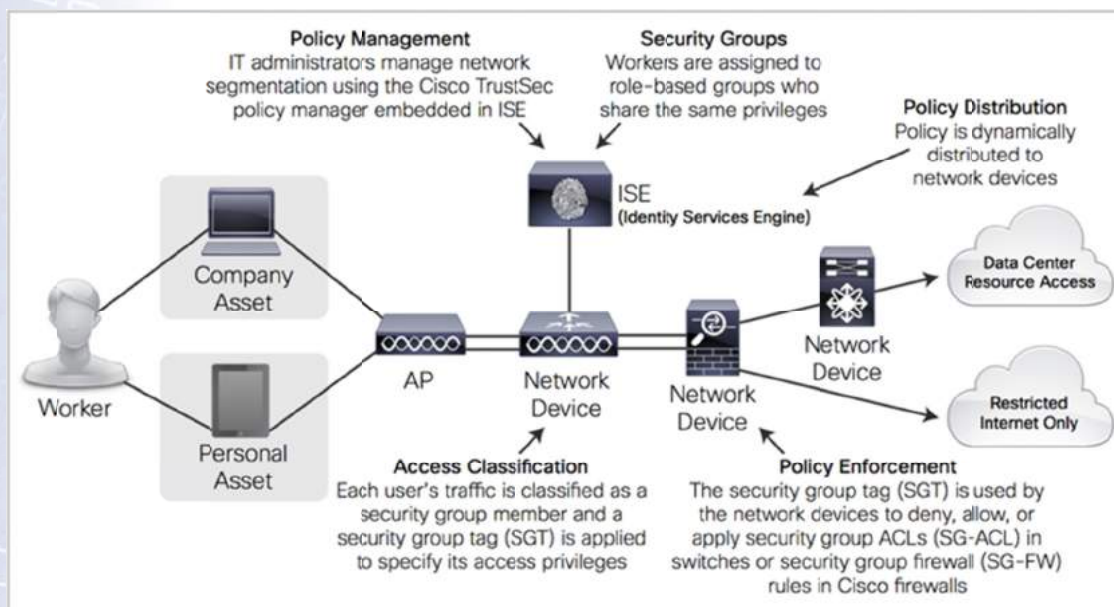 Policy Management
IT administrators manage network
segmentation using the Cisco TrustSec
policy manager embedded in ISE
Security Groups
Workers are assigned to
role-based groups who
share the same privileges
Policy Distribution
Policy is dynamically
distributed to
network devices
ISE
(Identity Services Engine)
Company
Asset
Data Center
Resource Access
Worker
AP
Network
Device
Network
Device
Network
Device
Personal
Asset
Restricted
Internet Only
Access Classification
Each user's traffic is classified as a
security group member and a
security group tag (SGT) is applied
to specify its access privileges
Policy Enforcement
The security group tag (SGT) is used by
the network devices to deny, allow, or
apply security group ACLs (SG-ACL) in
switches or security group firewall (SG-FW)
rules in Cisco firewalls